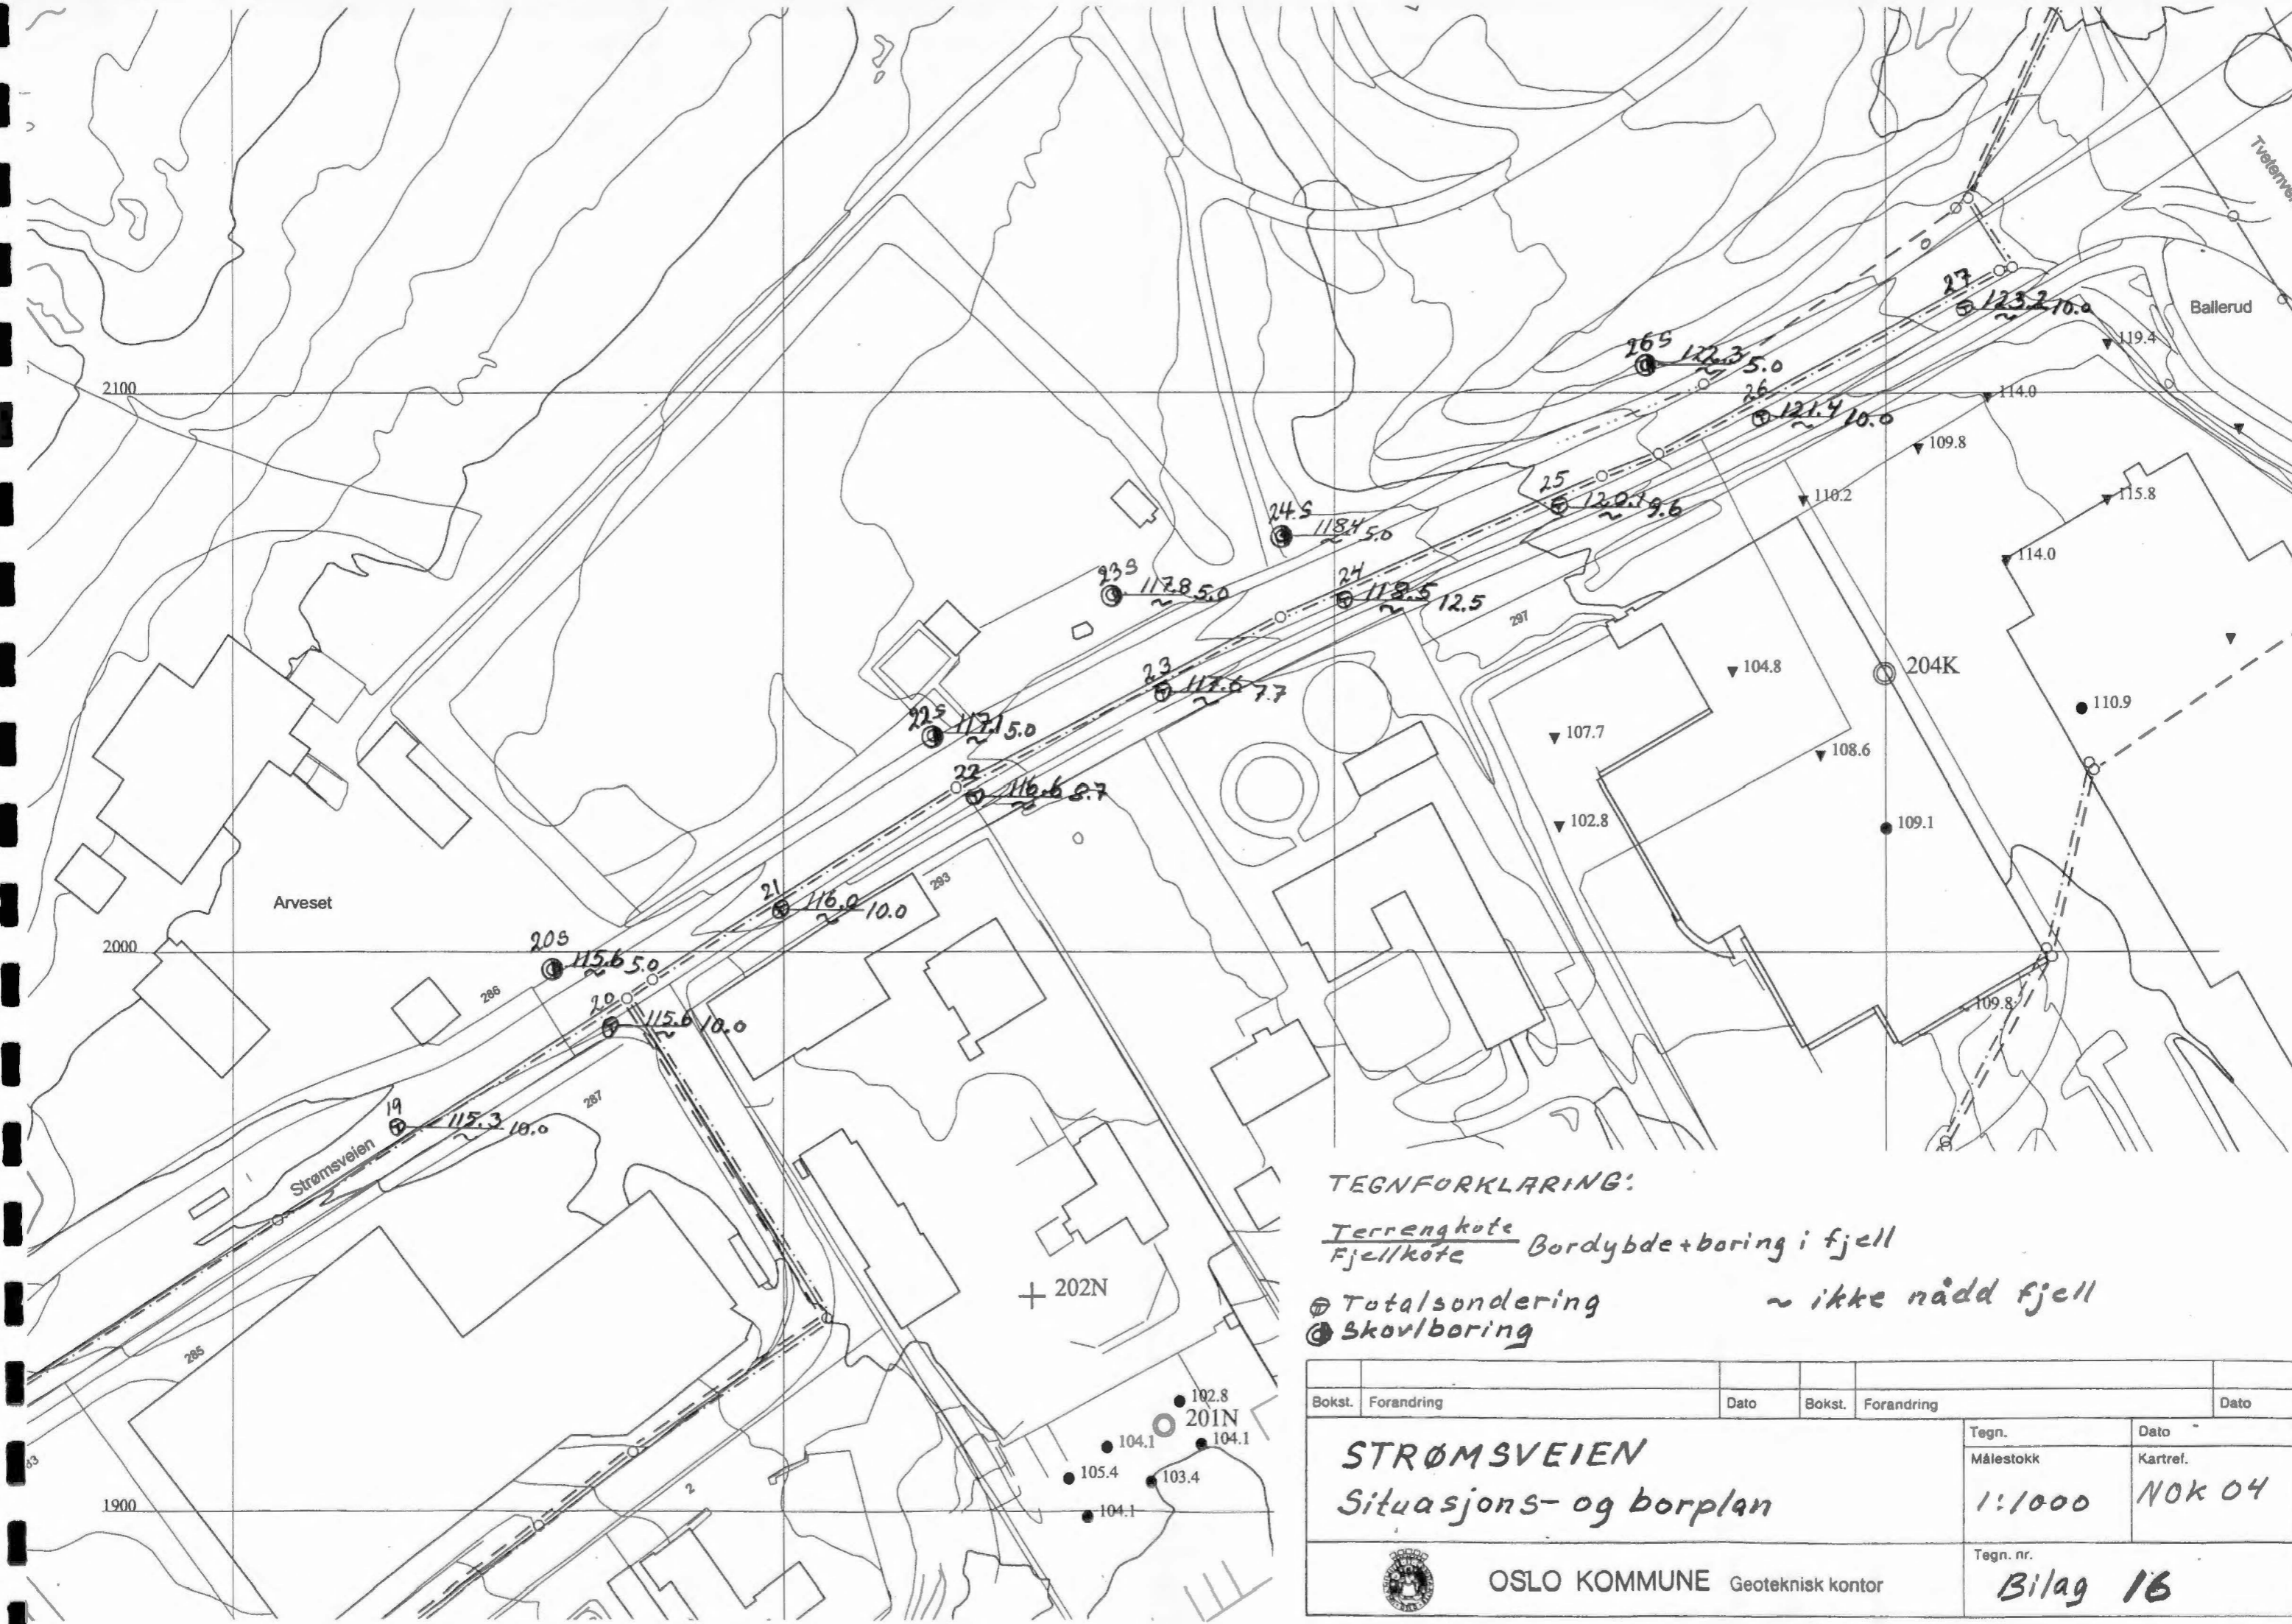 Tvetenve
27
123.2 10.0
~
Ballerud
119.4
26S
122.3 5.0
~
2100
26
121.4 10.0
~
114.0
109.8
25
120.1 9.6
~
110.2
115.8
24.S
118.4 5.0
~
114.0
23S
117.8 5.0
~
24
118.5 12.5
~
297
104.8
204K
23
117.6 7.7
~
110.9
22S
117.1 5.0
~
107.7
108.6
22
116.6 8.7
~
102.8
109.1
293
21
116.0 10.0
~
Arveset
2000
20S
115.6 5.0
~
286
20
115.6 10.0
~
109.8
287
19
115.3 10.0
~
Strømsveien
TEGNFORKLARING:
Terrengkote
Fjellkote
Bordybde + boring i fjell
202N
Totalsondering
~ ikke nådd fjell
Skovlboring
285
102.8
201N
104.1
104.1
105.4
103.4
104.1
2
1900
Bokst. Forandring Dato Bokst. Forandring Dato
STRØMSVEIEN
Situasjons- og borplan
Tegn.
Dato
Målestokk
1:1000
Kartref.
NOK 04
OSLO KOMMUNE Geoteknisk kontor
Tegn. nr.
Bilag 16